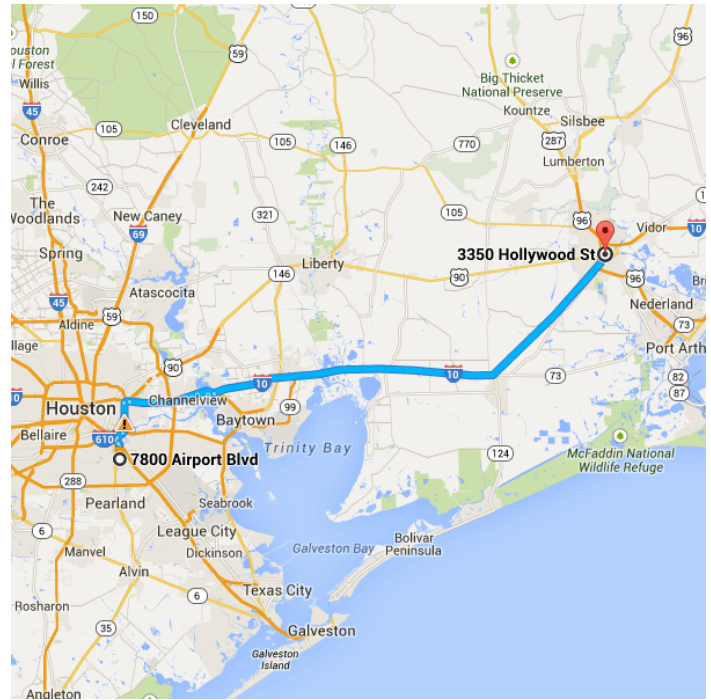 150
59
96
Houston
l Forest
Willis
Big Thicket
National Preserve
Kountze
Silsbee
45
105
Cleveland
146
287
105
Conroe
770
Lumberton
242
The
Woodlands
New Caney
321
105
96
Vidor
10
69
3350 Hollywood St
Spring
Liberty
90
96
146
Atascocita
Nederland
45
59
73
Aldine
Port Arth
llage
90
82
10
10
73
87
Houston
Channelview
99
Bellaire
610
Baytown
Trinity Bay
7800 Airport Blvd
McFaddin National
Wildlife Refuge
124
288
Pearland
Seabrook
6
League City
Bolivar
Peninsula
Manvel
Dickinson
Galveston Bay
Alvin
6
Texas City
Rosharon
35
Galveston
Galveston
Island
Angleton